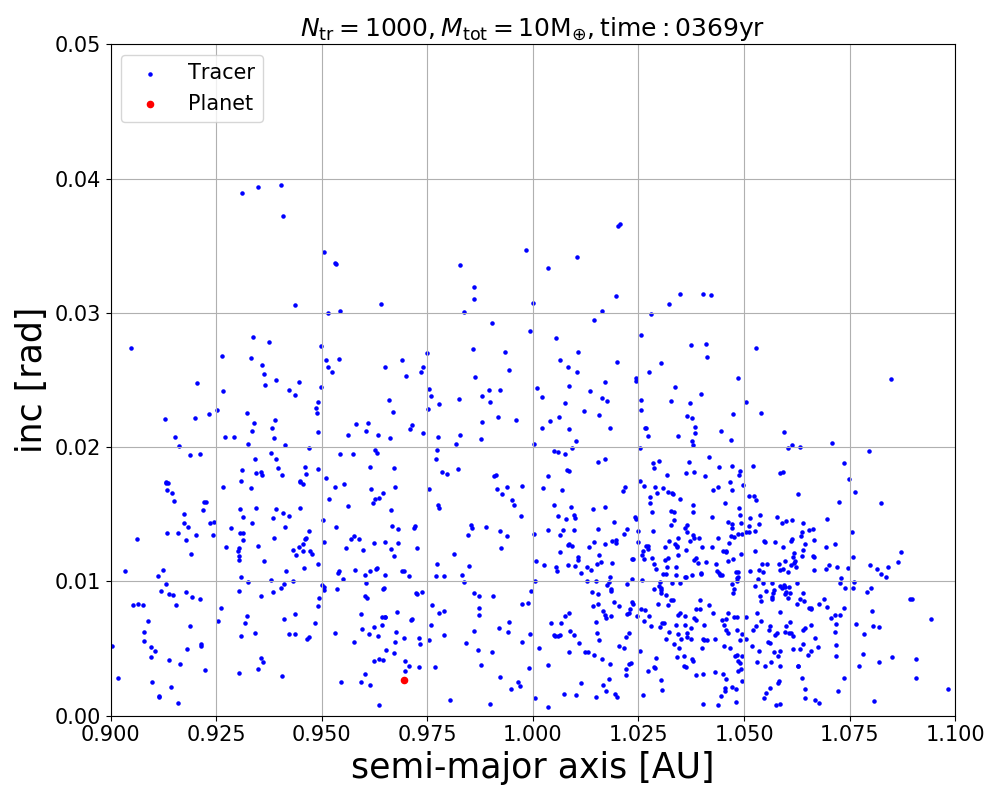 N_tr = 1000, M_tot = 10M_⊕, time : 0369yr
Tracer
Planet
inc [rad]
0.05
0.04
0.03
0.02
0.01
0.00
0.900 0.925 0.950 0.975 1.000 1.025 1.050 1.075 1.100
semi-major axis [AU]